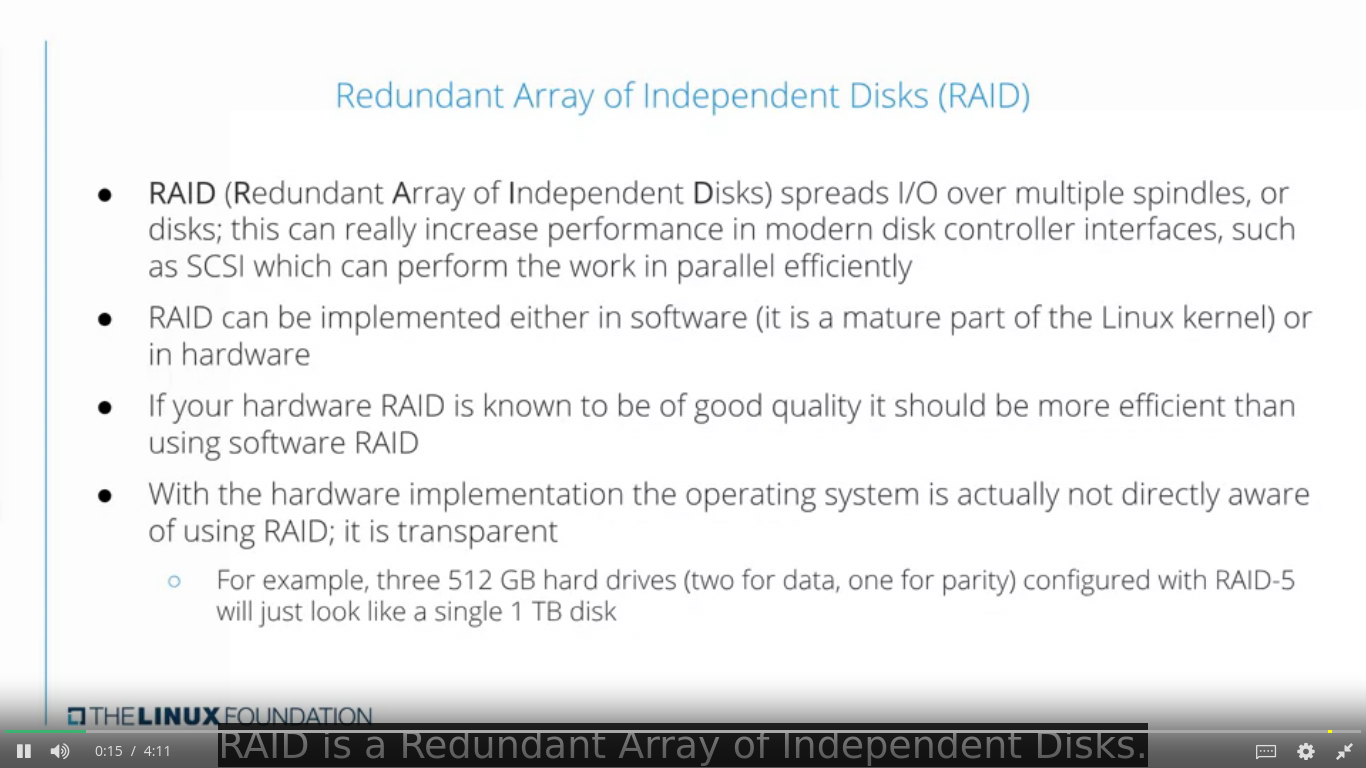 Redundant Array of Independent Disks (RAID)
● RAID (Redundant Array of Independent Disks) spreads I/O over multiple spindles, or
disks; this can really increase performance in modern disk controller interfaces, such
as SCSI which can perform the work in parallel efficiently
● RAID can be implemented either in software (it is a mature part of the Linux kernel) or
in hardware
● If your hardware RAID is known to be of good quality it should be more efficient than
using software RAID
● With the hardware implementation the operating system is actually not directly aware
of using RAID; it is transparent
○ For example, three 512 GB hard drives (two for data, one for parity) configured with RAID-5
will just look like a single 1 TB disk
THE LINUX FOUNDATION
RAID is a Redundant Array of Independent Disks.
0:15 / 4:11